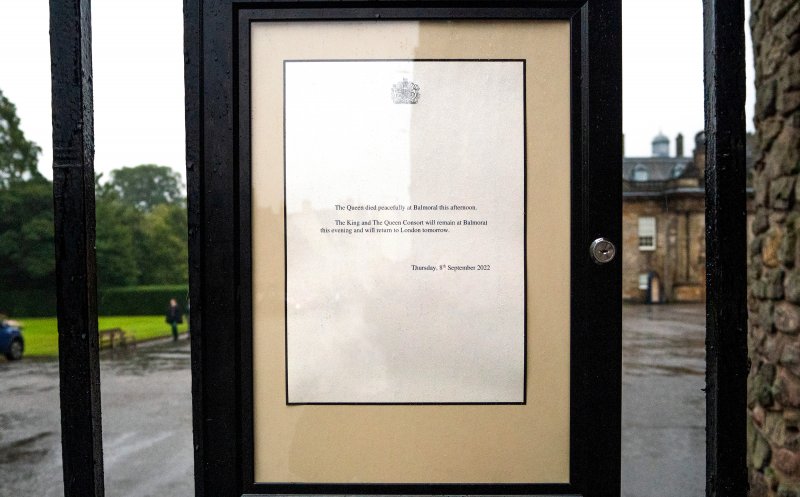 The Queen died peacefully at Balmoral this afternoon.
The King and The Queen Consort will remain at Balmoral
this evening and will return to London tomorrow.
Thursday, 8th September 2022